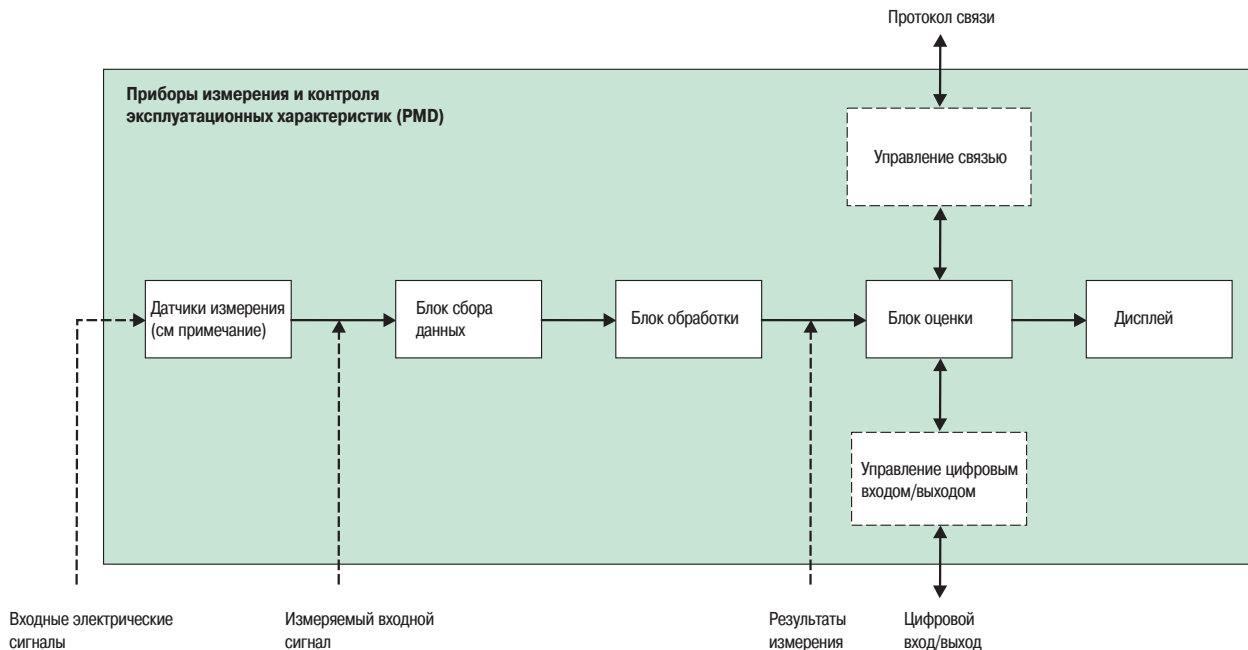 Протокол связи
Приборы измерения и контроля
эксплуатационных характеристик (PMD)
Управление связью
Датчики измерения
(см примечание)
Блок сбора
данных
Блок обработки
Блок оценки
Дисплей
Управление цифровым
входом/выходом
Входные электрические
сигналы
Измеряемый входной
сигнал
Результаты
измерения
Цифровой
вход/выход